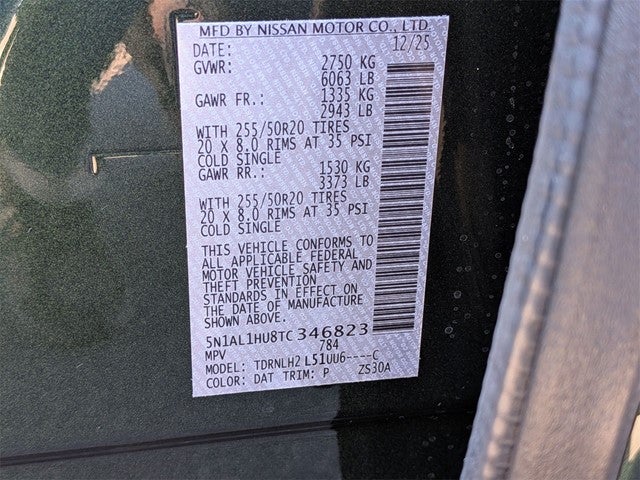 MFD BY NISSAN MOTOR CO., LTD.
DATE: 12/25
GVWR: 2750 KG
6063 LB
GAWR FR.: 1335 KG
2943 LB
WITH 255/50R20 TIRES
20 X 8.0 RIMS AT 35 PSI
COLD SINGLE
GAWR RR.: 1530 KG
3373 LB
WITH 255/50R20 TIRES
20 X 8.0 RIMS AT 35 PSI
COLD SINGLE
THIS VEHICLE CONFORMS TO
ALL APPLICABLE FEDERAL
MOTOR VEHICLE SAFETY AND
THEFT PREVENTION
STANDARDS IN EFFECT ON
THE DATE OF MANUFACTURE
SHOWN ABOVE.
5N1AL1HU8TC346823
MPV 784
MODEL: TDRNLH2 L51UU6----C
COLOR: DAT TRIM: P ZS30A